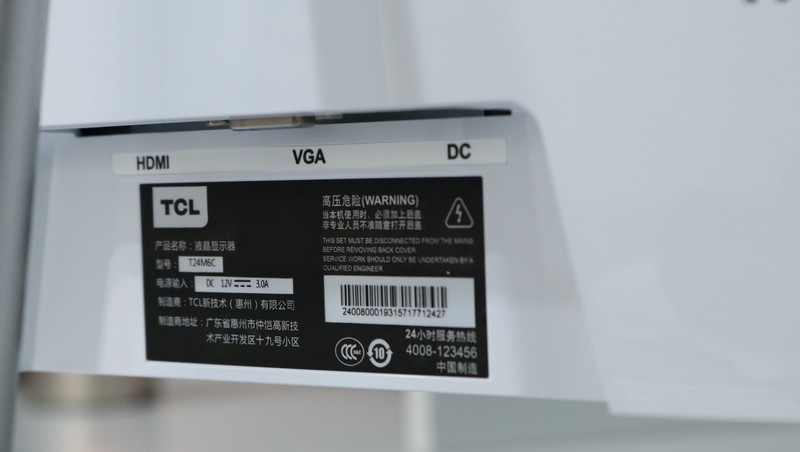 HDMI VGA DC
TCL
产品名称：液晶显示器
型号：T24M6C
电源输入：DC 12V 3.0A
制造商：TCL新技术（惠州）有限公司
制造商地址：广东省惠州市仲恺高新技
术产业开发区十九号小区
高压危险(WARNING)
当本机使用时，必须加上后盖，
非专业人员不准随意打开后盖.
THIS SET MUST BE DISCONNECTED FROM THE MAINS
BEFORE REMOVING BACK COVER
SERVICE WORK SHOULD ONLY BE UNDERTAKEN BY A
QUALIFIED ENGINEER
2400800019315717712427
CCC 10
24小时服务热线
4008-123456
中国制造